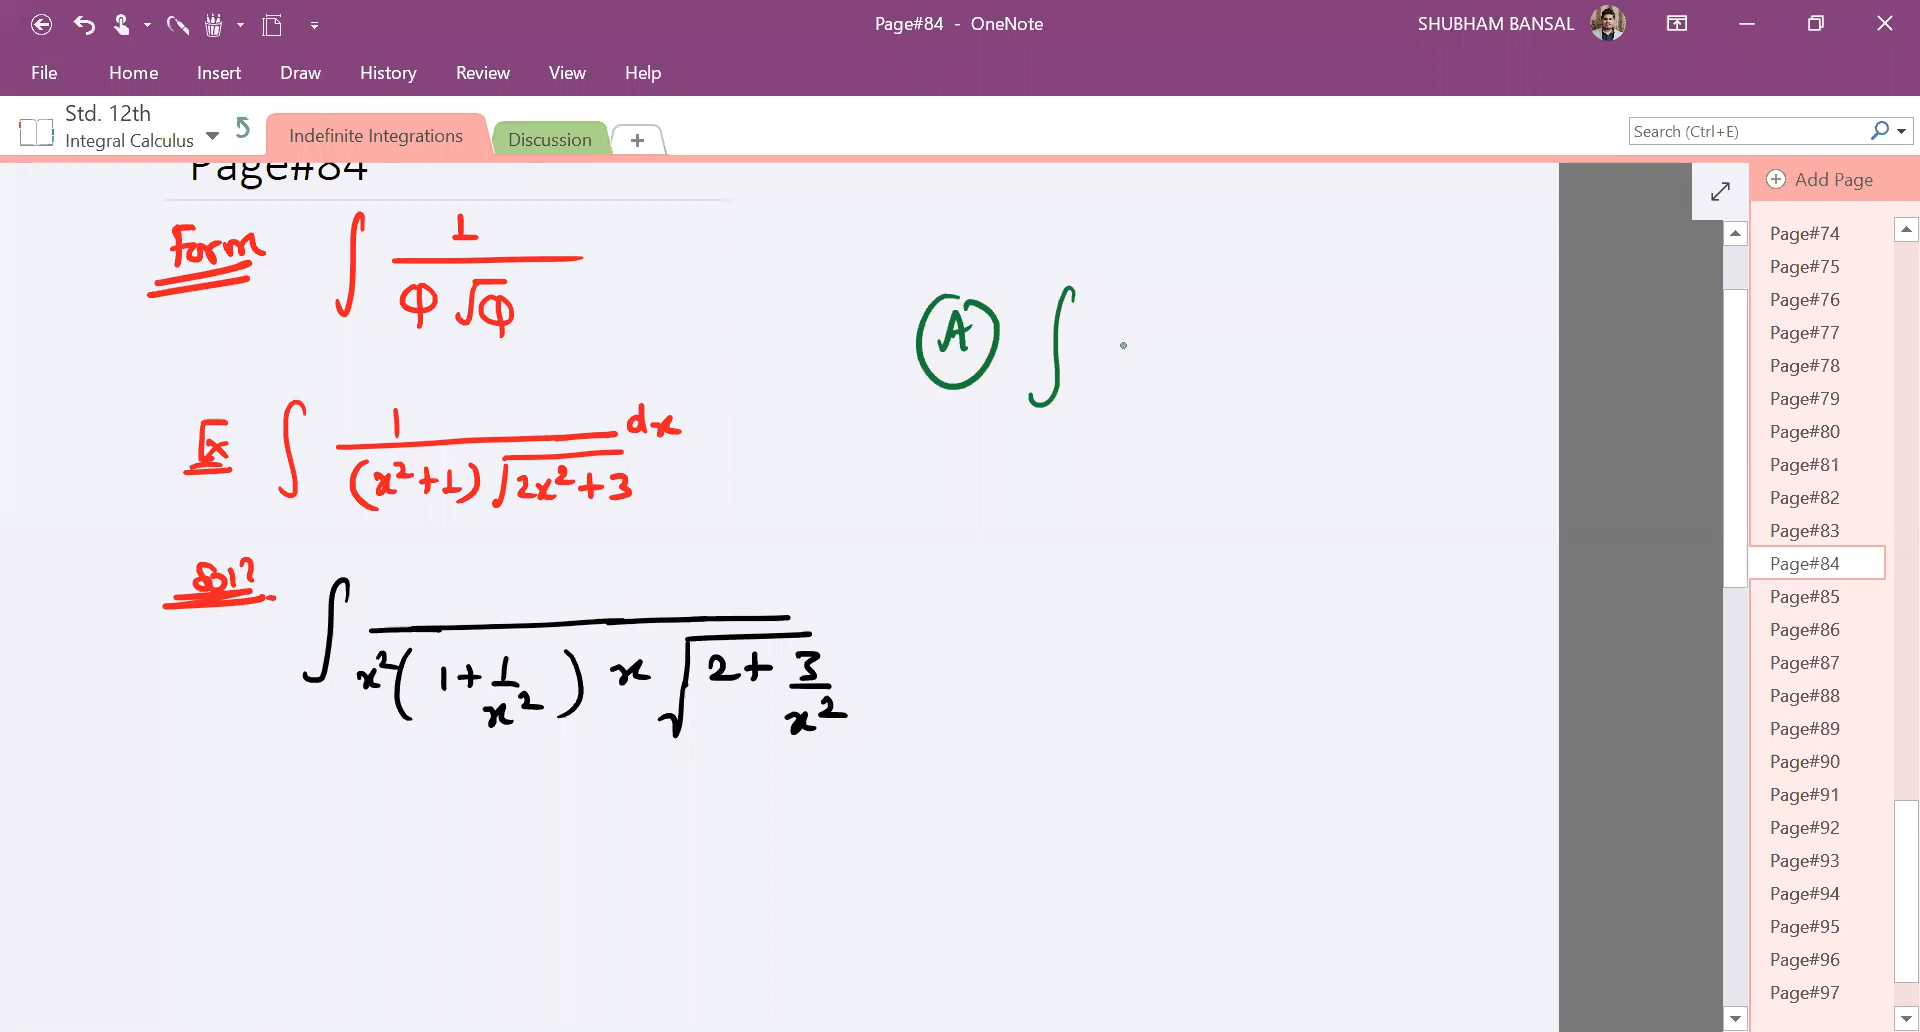 Page#84 - OneNote
SHUBHAM BANSAL
File Home Insert Draw History Review View Help
Std. 12th
Integral Calculus
Indefinite Integrations
Discussion
Search (Ctrl+E)
Page#84
Form ∫ 1 / (Q √Q)
Ex ∫ 1 / ((x²+1) √(2x²+3)) dx
Sol?
∫ / (x² (1 + 1/x²) x √(2 + 3/x²))
A ∫
Add Page
Page#74
Page#75
Page#76
Page#77
Page#78
Page#79
Page#80
Page#81
Page#82
Page#83
Page#84
Page#85
Page#86
Page#87
Page#88
Page#89
Page#90
Page#91
Page#92
Page#93
Page#94
Page#95
Page#96
Page#97